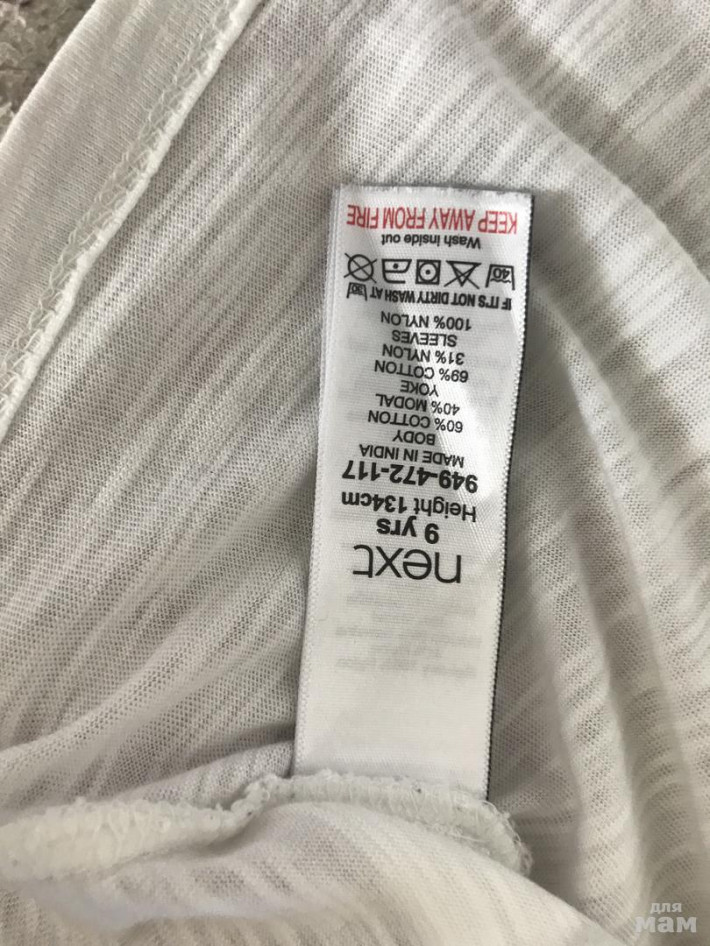 next
9 yrs
Height 134cm
949-472-117
MADE IN INDIA
BODY
60% COTTON
40% MODAL
YOKE
69% COTTON
31% NYLON
SLEEVES
100% NYLON
IF IT'S NOT DIRTY WASH AT 30
40
Wash inside out
KEEP AWAY FROM FIRE
для
мам